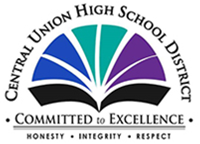 CENTRAL UNION HIGH SCHOOL DISTRICT
• COMMITTED to EXCELLENCE •
HONESTY • INTEGRITY • RESPECT